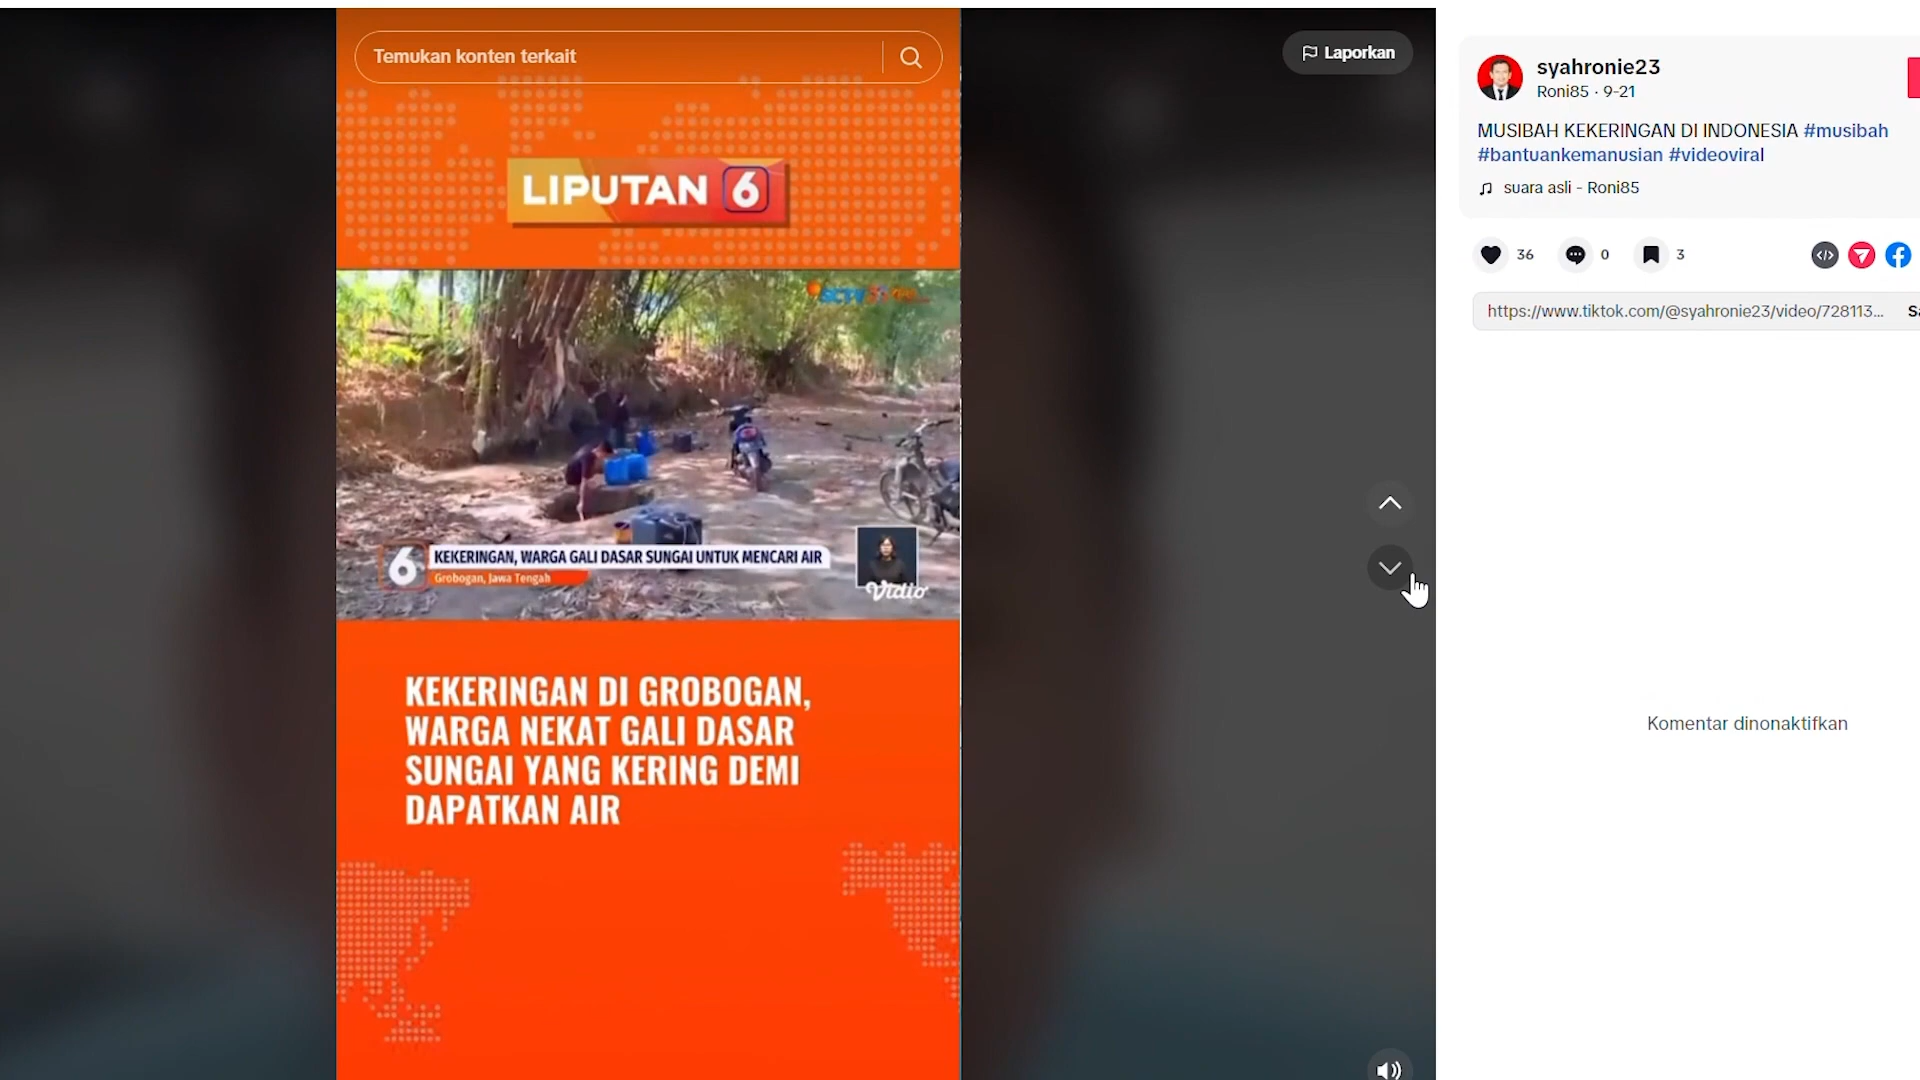 Temukan konten terkait
Laporkan
LIPUTAN 6
SCTV
6
KEKERINGAN, WARGA GALI DASAR SUNGAI UNTUK MENCARI AIR
Grobogan, Jawa Tengah
Vidio
KEKERINGAN DI GROBOGAN,
WARGA NEKAT GALI DASAR
SUNGAI YANG KERING DEMI
DAPATKAN AIR
syahronie23
Roni85 · 9-21
MUSIBAH KEKERINGAN DI INDONESIA #musibah
#bantuankemanusian #videoviral
suara asli - Roni85
36
0
3
https://www.tiktok.com/@syahronie23/video/728113...
Komentar dinonaktifkan